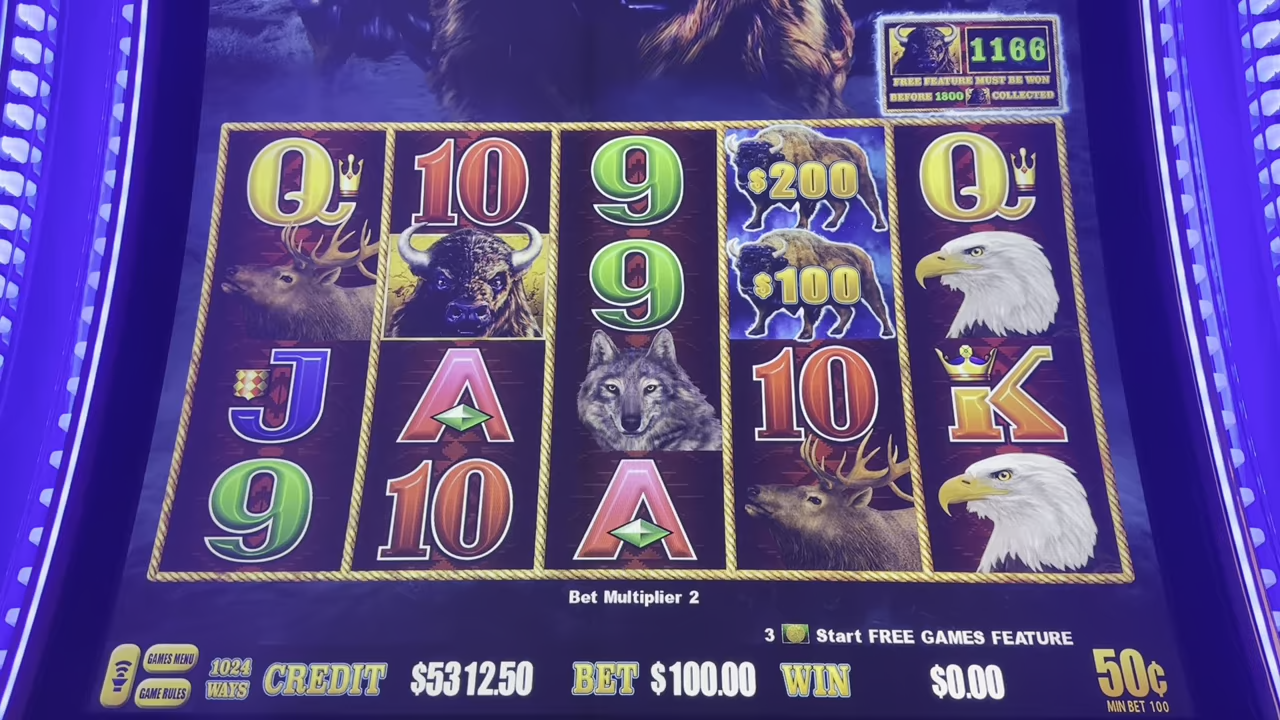 1166
FREE FEATURE MUST BE WON
BEFORE 1800 COLLECTED
Q 10 9 $200 Q
9 $100
J A 10 K
9 10 A
Bet Multiplier 2
3 Start FREE GAMES FEATURE
GAMES MENU
GAME RULES
1024 WAYS
CREDIT $5312.50 BET $100.00 WIN $0.00
50¢
MIN BET 100